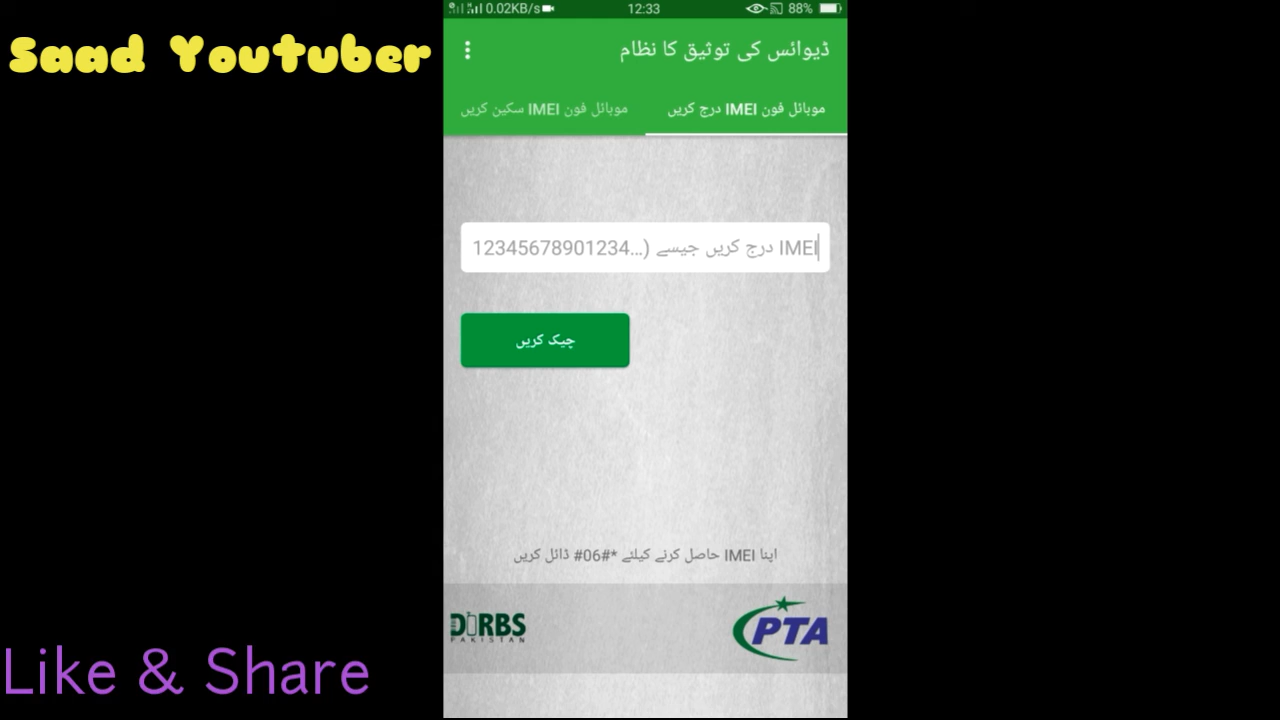 Saad Youtuber
0.02KB/s 12:33 88%
ڈیوائس کی توثیق کا نظام
موبائل فون IMEI درج کریں
موبائل فون IMEI سکین کریں
IMEI درج کریں جیسے (...12345678901234
چیک کریں
اپنا IMEI حاصل کرنے کیلئے *#06# ڈائل کریں
DIRBS
PAKISTAN
PTA
Like & Share